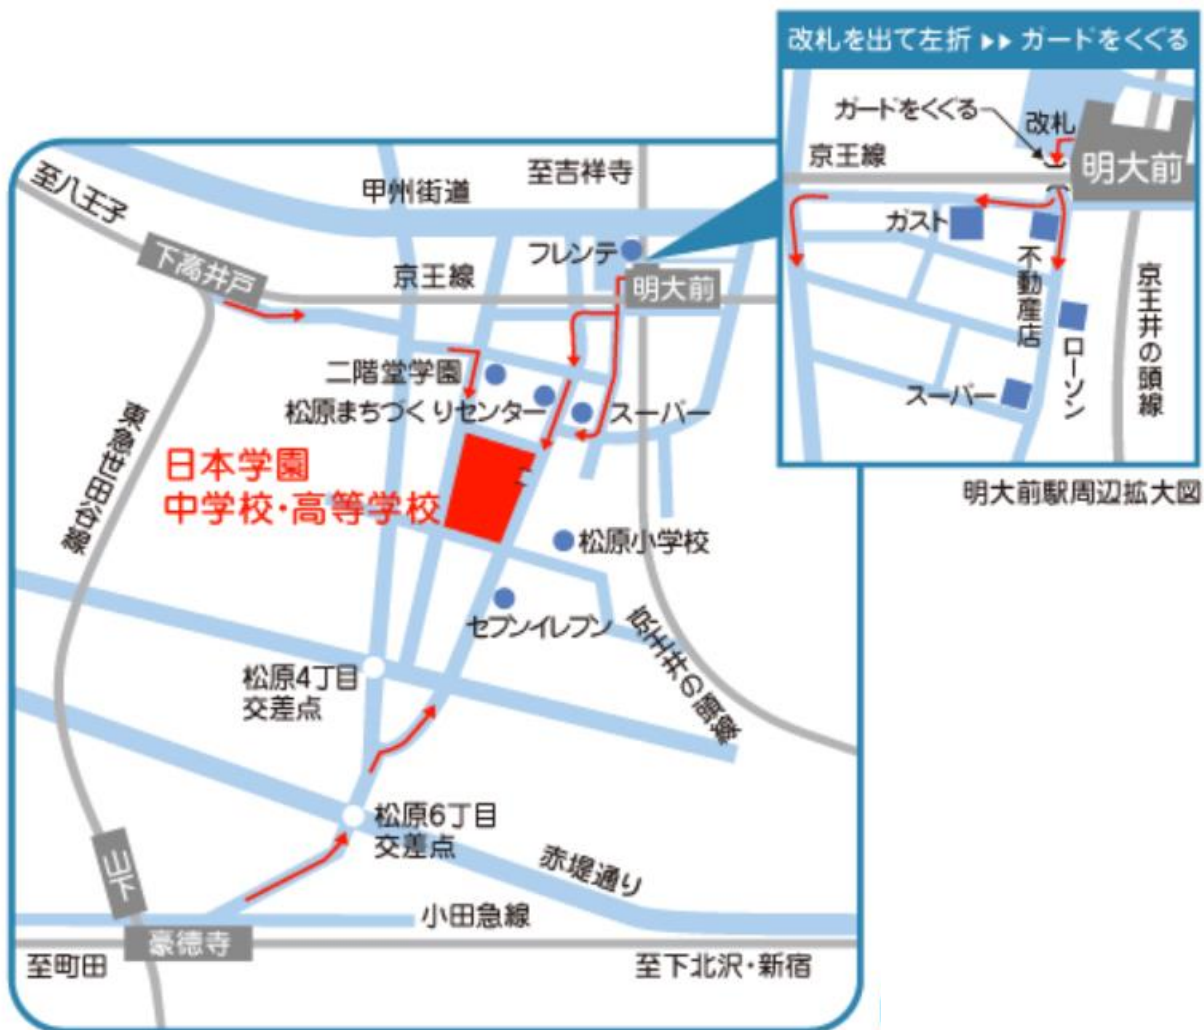 改札を出て左折 ▶▶ ガードをくぐる
ガードをくぐる
改札
京王線
明大前
ガスト
不動産店
ローソン
スーパー
京王井の頭線
明大前駅周辺拡大図
至八王子
甲州街道
至吉祥寺
フレンテ
下高井戸
京王線
明大前
二階堂学園
松原まちづくりセンター
スーパー
東急世田谷線
日本学園
中学校・高等学校
松原小学校
セブンイレブン
京王井の頭線
松原4丁目
交差点
松原6丁目
交差点
赤堤通り
山下
小田急線
豪徳寺
至町田
至下北沢・新宿